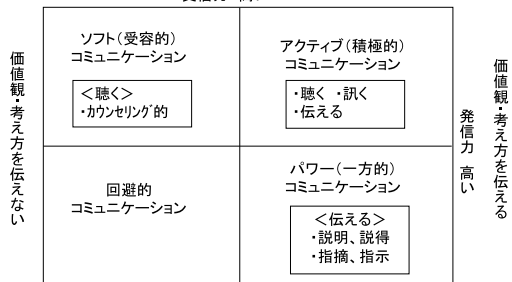 ソフト(受容的)
コミュニケーション
<聴く>
・カウンセリング的
アクティブ(積極的)
コミュニケーション
・聴く ・訊く
・伝える
回避的
コミュニケーション
パワー(一方的)
コミュニケーション
<伝える>
・説明、説得
・指摘、指示
価値観・考え方を伝えない
発信力 高い
価値観・考え方を伝える